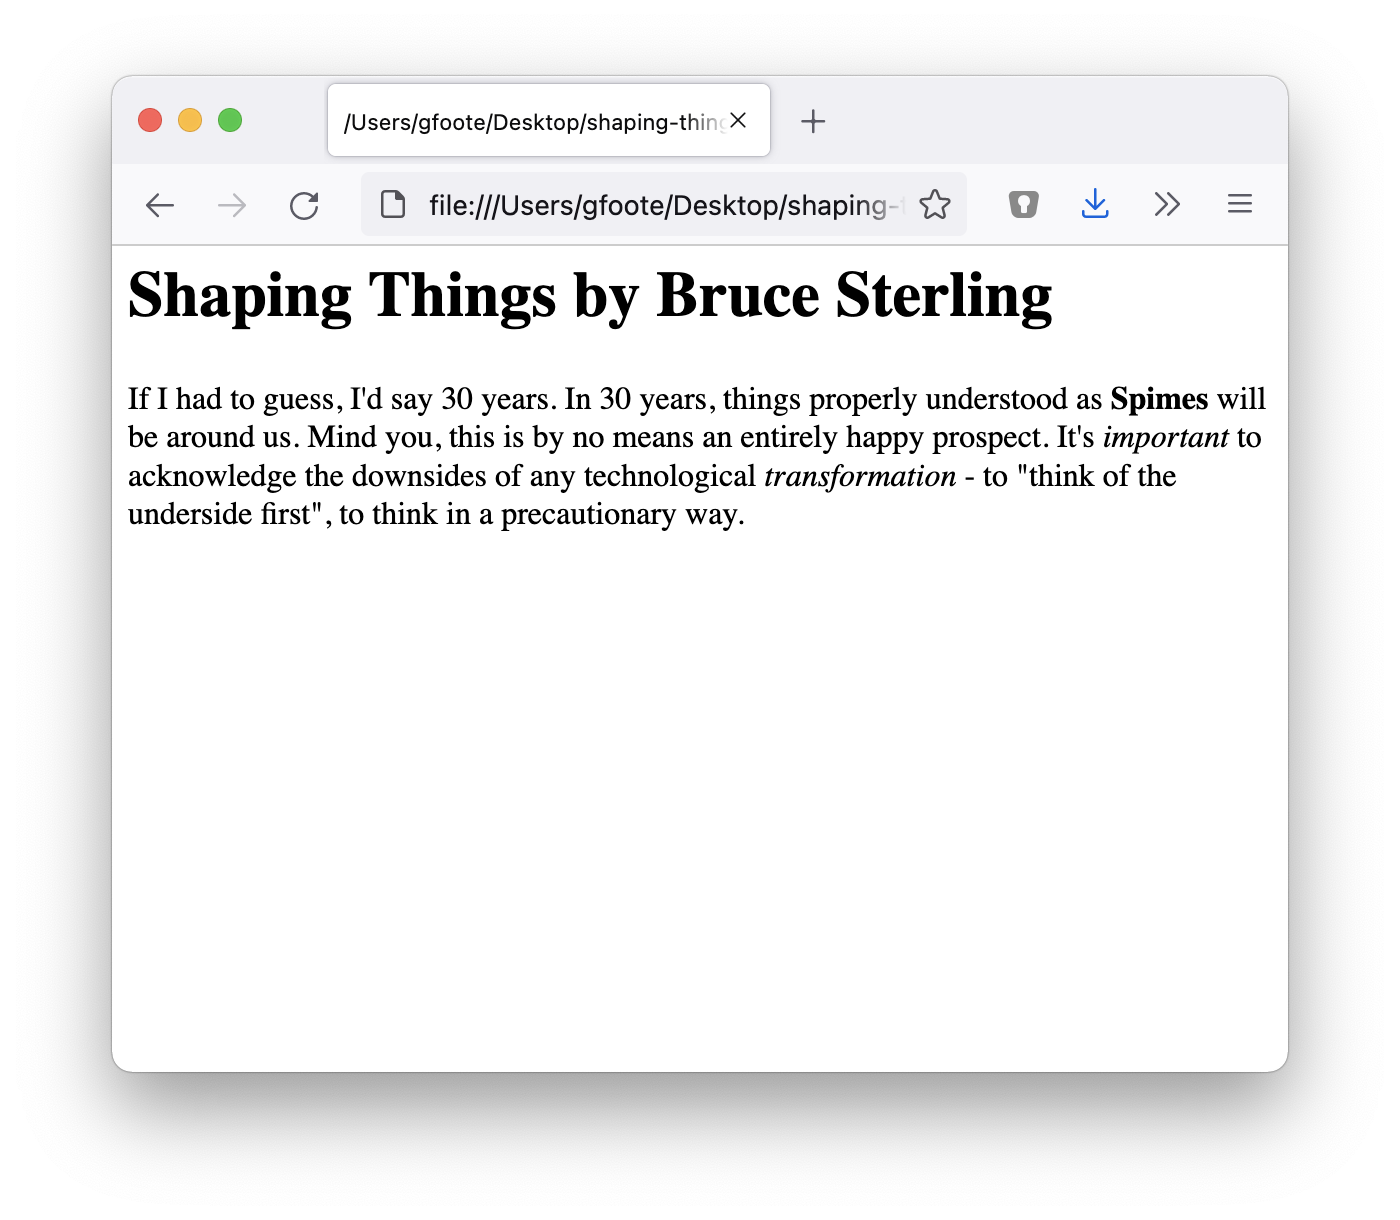 /Users/gfoote/Desktop/shaping-thing
file:///Users/gfoote/Desktop/shaping-
Shaping Things by Bruce Sterling
If I had to guess, I'd say 30 years. In 30 years, things properly understood as Spimes will
be around us. Mind you, this is by no means an entirely happy prospect. It's important to
acknowledge the downsides of any technological transformation - to "think of the
underside first", to think in a precautionary way.